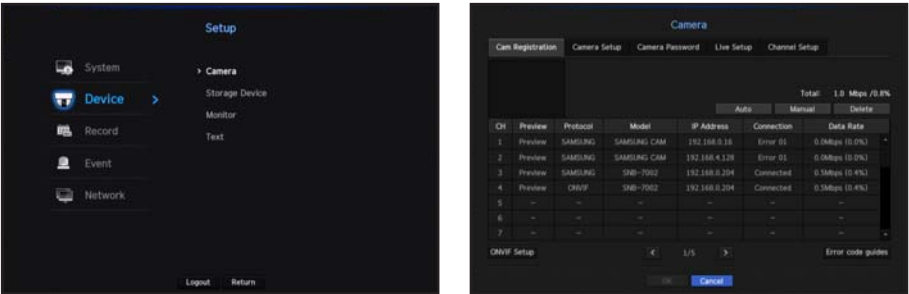 Setup
System
Device >
Record
Event
Network
> Camera
Storage Device
Monitor
Text
Logout Return
Camera
Cam Registration Camera Setup Camera Password Live Setup Channel Setup
Total: 1.0 Mbps /0.8%
Auto Manual Delete
CH Preview Protocol Model IP Address Connection Data Rate
1 Preview SAMSUNG SAMSUNG CAM 192.168.0.16 Error 01 0.0Mbps (0.0%)
2 Preview SAMSUNG SAMSUNG CAM 192.168.4.128 Error 01 0.0Mbps (0.0%)
3 Preview SAMSUNG SNB-7002 192.168.0.204 Connected 0.5Mbps (0.4%)
4 Preview ONVIF SNB-7002 192.168.0.204 Connected 0.5Mbps (0.4%)
5 - - - - - -
6 - - - - - -
7 - - - - - -
ONVIF Setup < 1/5 > Error code guides
OK Cancel